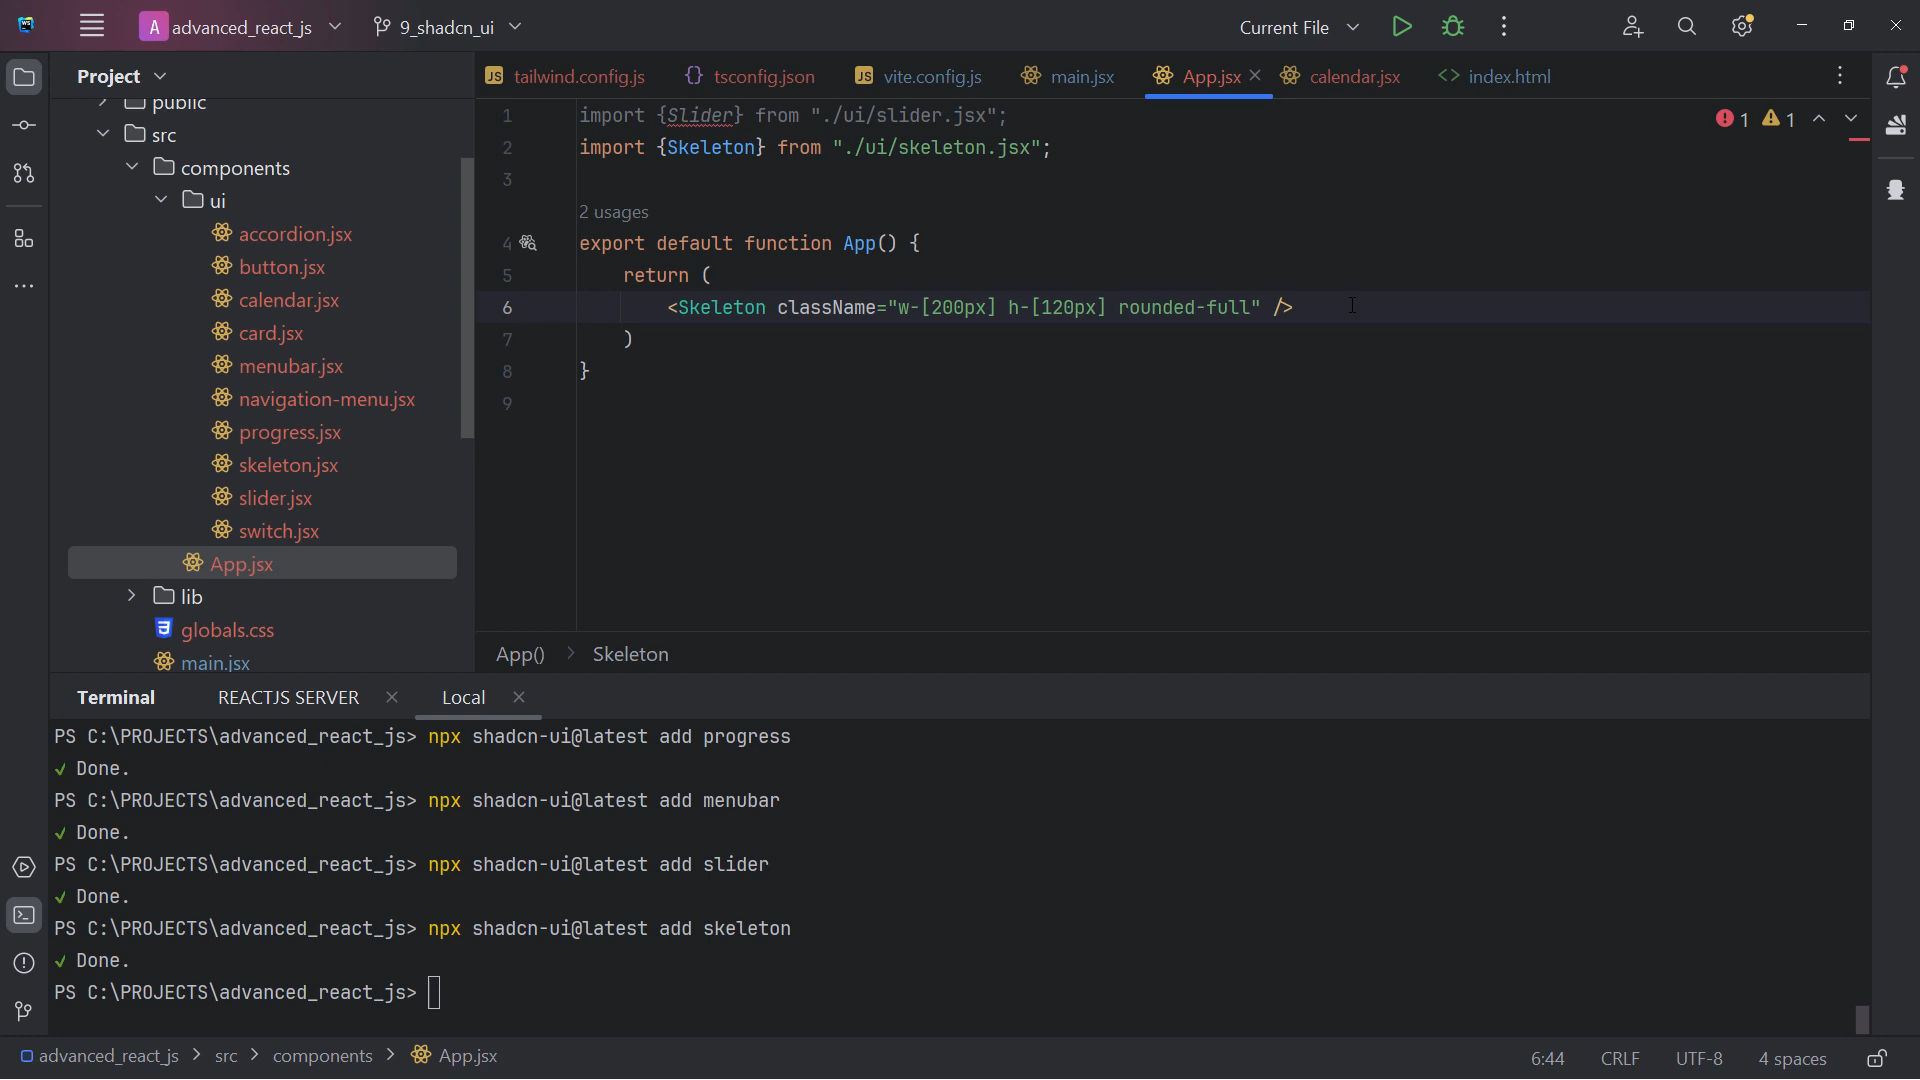 WS
A advanced_react_js
9_shadcn_ui
Current File
Project
public
src
components
ui
accordion.jsx
button.jsx
calendar.jsx
card.jsx
menubar.jsx
navigation-menu.jsx
progress.jsx
skeleton.jsx
slider.jsx
switch.jsx
App.jsx
lib
globals.css
main.jsx
JS tailwind.config.js
{} tsconfig.json
JS vite.config.js
main.jsx
App.jsx
calendar.jsx
<> index.html
1 import {Slider} from "./ui/slider.jsx";
2 import {Skeleton} from "./ui/skeleton.jsx";
3
2 usages
4 export default function App() {
5 return (
6 <Skeleton className="w-[200px] h-[120px] rounded-full" />
7 )
8 }
9
1 1
App() > Skeleton
Terminal REACTJS SERVER Local
PS C:\PROJECTS\advanced_react_js> npx shadcn-ui@latest add progress
✓ Done.
PS C:\PROJECTS\advanced_react_js> npx shadcn-ui@latest add menubar
✓ Done.
PS C:\PROJECTS\advanced_react_js> npx shadcn-ui@latest add slider
✓ Done.
PS C:\PROJECTS\advanced_react_js> npx shadcn-ui@latest add skeleton
✓ Done.
PS C:\PROJECTS\advanced_react_js>
advanced_react_js > src > components > App.jsx
6:44 CRLF UTF-8 4 spaces